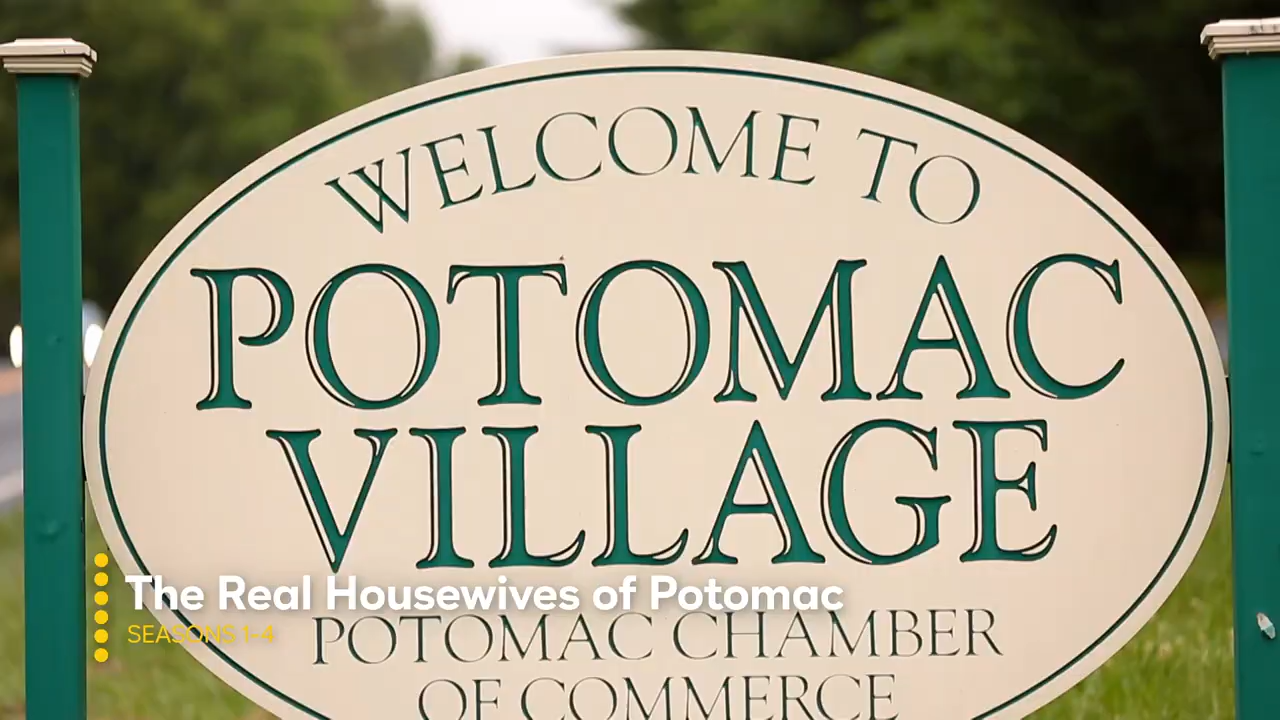 WELCOME TO
POTOMAC
VILLAGE
The Real Housewives of Potomac
SEASONS 1-4
POTOMAC CHAMBER
OF COMMERCE